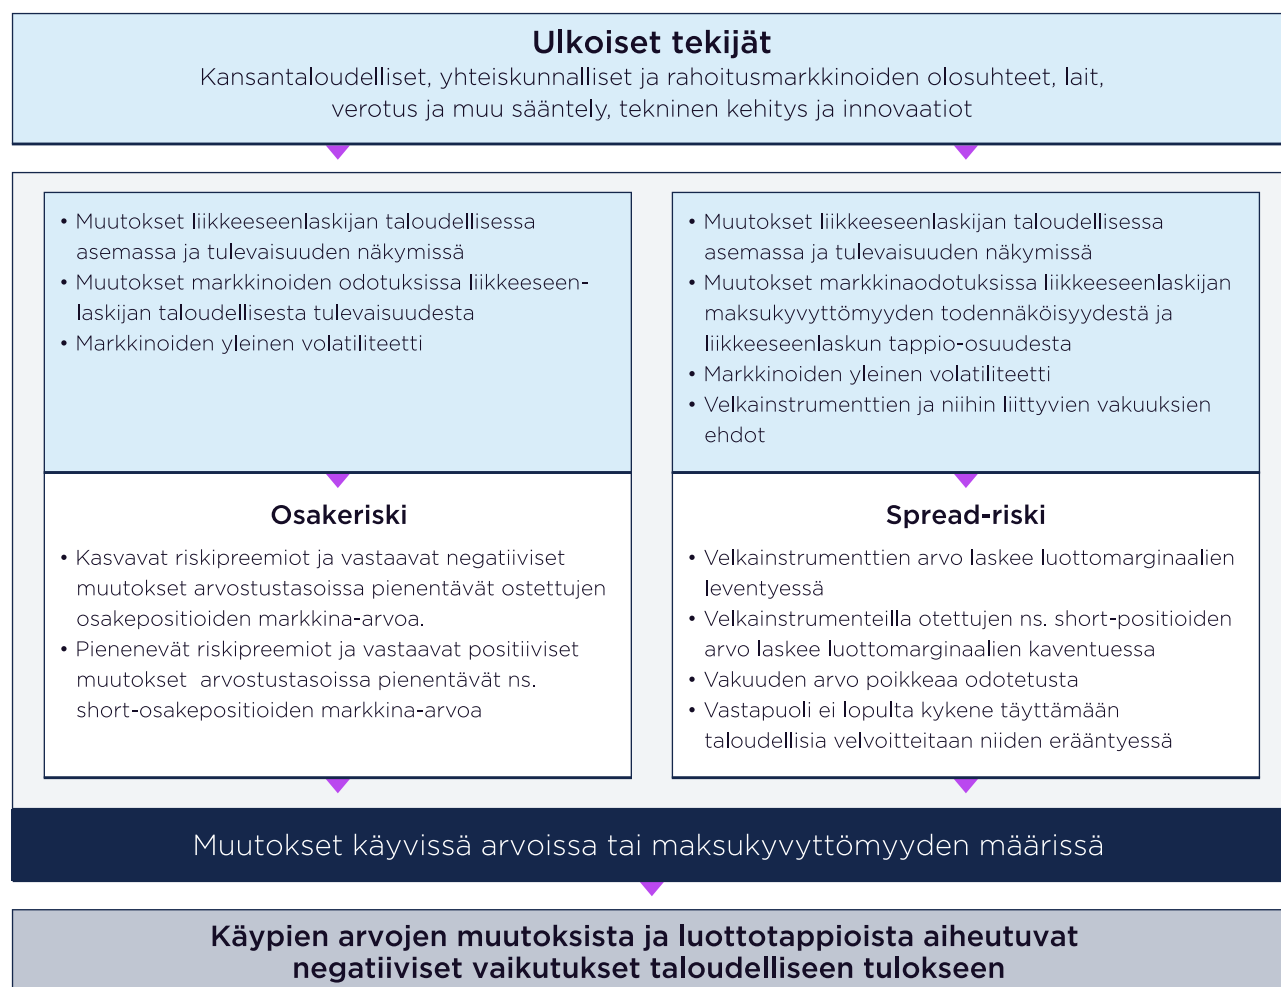 Ulkoiset tekijät
Kansantaloudelliset, yhteiskunnalliset ja rahoitusmarkkinoiden olosuhteet, lait,
verotus ja muu sääntely, tekninen kehitys ja innovaatiot
• Muutokset liikkeeseenlaskijan taloudellisessa
asemassa ja tulevaisuuden näkymissä
• Muutokset markkinoiden odotuksissa liikkeeseen-
laskijan taloudellisesta tulevaisuudesta
• Markkinoiden yleinen volatiliteetti
Osakeriski
• Kasvavat riskipreemiot ja vastaavat negatiiviset
muutokset arvostustasoissa pienentävät ostettujen
osakepositioiden markkina-arvoa.
• Pienenevät riskipreemiot ja vastaavat positiiviset
muutokset arvostustasoissa pienentävät ns.
short-osakepositioiden markkina-arvoa
• Muutokset liikkeeseenlaskijan taloudellisessa
asemassa ja tulevaisuuden näkymissä
• Muutokset markkinaodotuksissa liikkeeseenlaskijan
maksukyvyttömyyden todennäköisyydestä ja
liikkeeseenlaskun tappio-osuudesta
• Markkinoiden yleinen volatiliteetti
• Velkainstrumenttien ja niihin liittyvien vakuuksien
ehdot
Spread-riski
• Velkainstrumenttien arvo laskee luottomarginaalien
leventyessä
• Velkainstrumenteilla otettujen ns. short-positioiden
arvo laskee luottomarginaalien kaventuessa
• Vakuuden arvo poikkeaa odotetusta
• Vastapuoli ei lopulta kykene täyttämään
taloudellisia velvoitteitaan niiden erääntyessä
Muutokset käyvissä arvoissa tai maksukyvyttömyyden määrissä
Käypien arvojen muutoksista ja luottotappioista aiheutuvat
negatiiviset vaikutukset taloudelliseen tulokseen